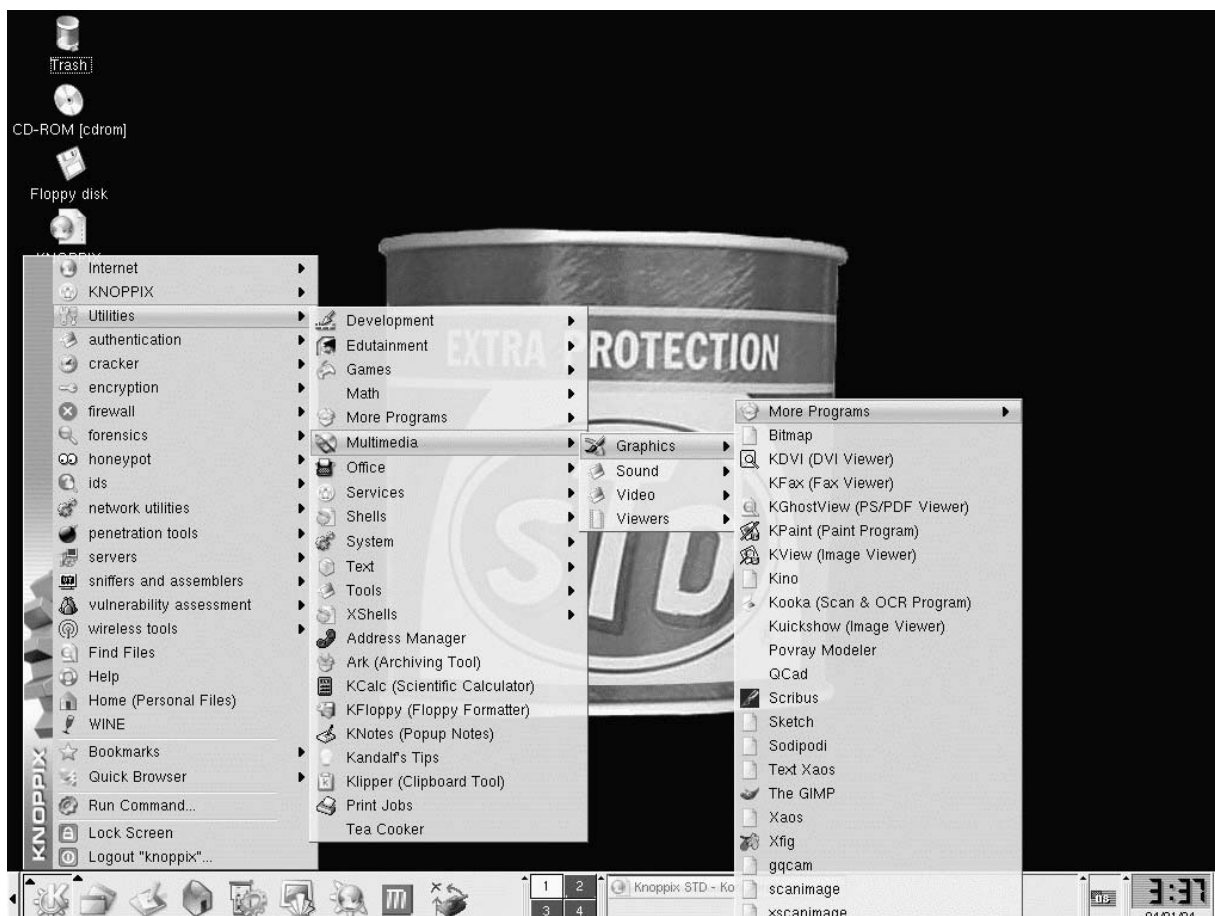 Trash
CD-ROM [cdrom]
Floppy disk
KNOPPIX
Internet
KNOPPIX
Utilities
authentication
cracker
encryption
firewall
forensics
honeypot
ids
network utilities
penetration tools
servers
sniffers and assemblers
vulnerability assessment
wireless tools
Find Files
Help
Home (Personal Files)
WINE
Bookmarks
Quick Browser
Run Command...
Lock Screen
Logout "knoppix"...
KNOPPIX
Development
Edutainment
Games
Math
More Programs
Multimedia
Office
Services
Shells
System
Text
Tools
XShells
Address Manager
Ark (Archiving Tool)
KCalc (Scientific Calculator)
KFloppy (Floppy Formatter)
KNotes (Popup Notes)
Kandalf's Tips
Klipper (Clipboard Tool)
Print Jobs
Tea Cooker
Graphics
Sound
Video
Viewers
More Programs
Bitmap
KDVI (DVI Viewer)
KFax (Fax Viewer)
KGhostView (PS/PDF Viewer)
KPaint (Paint Program)
KView (Image Viewer)
Kino
Kooka (Scan & OCR Program)
Kuickshow (Image Viewer)
Povray Modeler
QCad
Scribus
Sketch
Sodipodi
Text Xaos
The GIMP
Xaos
Xfig
gqcam
scanimage
xscanimage
EXTRA PROTECTION
STD
1 2
3 4
Knoppix STD - Ko
us
3:37